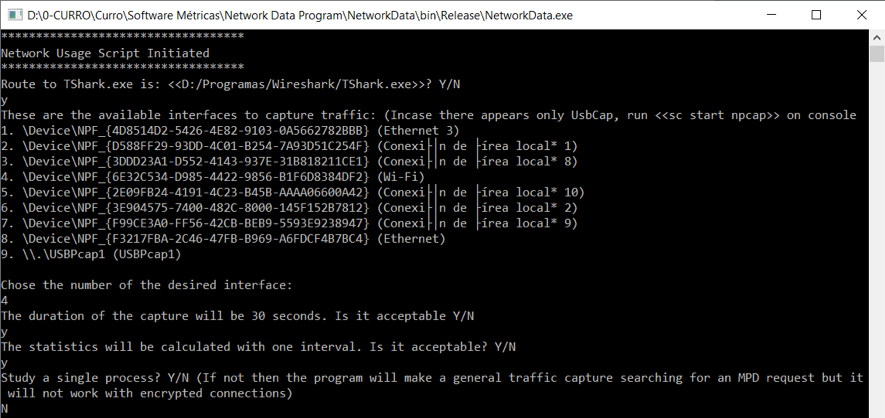 D:\0-CURRO\Curro\Software Métricas\Network Data Program\NetworkData\bin\Release\NetworkData.exe
**********************************
Network Usage Script Initiated
**********************************
Route to TShark.exe is: <<D:/Programas/Wireshark/TShark.exe>>? Y/N
y
These are the available interfaces to capture traffic: (Incase there appears only UsbCap, run <<sc start npcap>> on console
1. \Device\NPF_{4D8514D2-5426-4E82-9103-0A5662782BBB} (Ethernet 3)
2. \Device\NPF_{D588FF29-93DD-4C01-B254-7A93D51C254F} (Conexi├│n de ├írea local* 1)
3. \Device\NPF_{3DDD23A1-D552-4143-937E-31B818211CE1} (Conexi├│n de ├írea local* 8)
4. \Device\NPF_{6E32C534-D985-4422-9856-B1F6D8384DF2} (Wi-Fi)
5. \Device\NPF_{2E09FB24-4191-4C23-B45B-AAAA06600A42} (Conexi├│n de ├írea local* 10)
6. \Device\NPF_{3E904575-7400-482C-8000-145F152B7812} (Conexi├│n de ├írea local* 2)
7. \Device\NPF_{F99CE3A0-FF56-42CB-BEB9-5593E9238947} (Conexi├│n de ├írea local* 9)
8. \Device\NPF_{F3217FBA-2C46-47FB-B969-A6FDCF4B7BC4} (Ethernet)
9. \\.\USBPcap1 (USBPcap1)
Chose the number of the desired interface:
4
The duration of the capture will be 30 seconds. Is it acceptable Y/N
y
The statistics will be calculated with one interval. Is it acceptable? Y/N
y
Study a single process? Y/N (If not then the program will make a general traffic capture searching for an MPD request but it
will not work with encrypted connections)
N